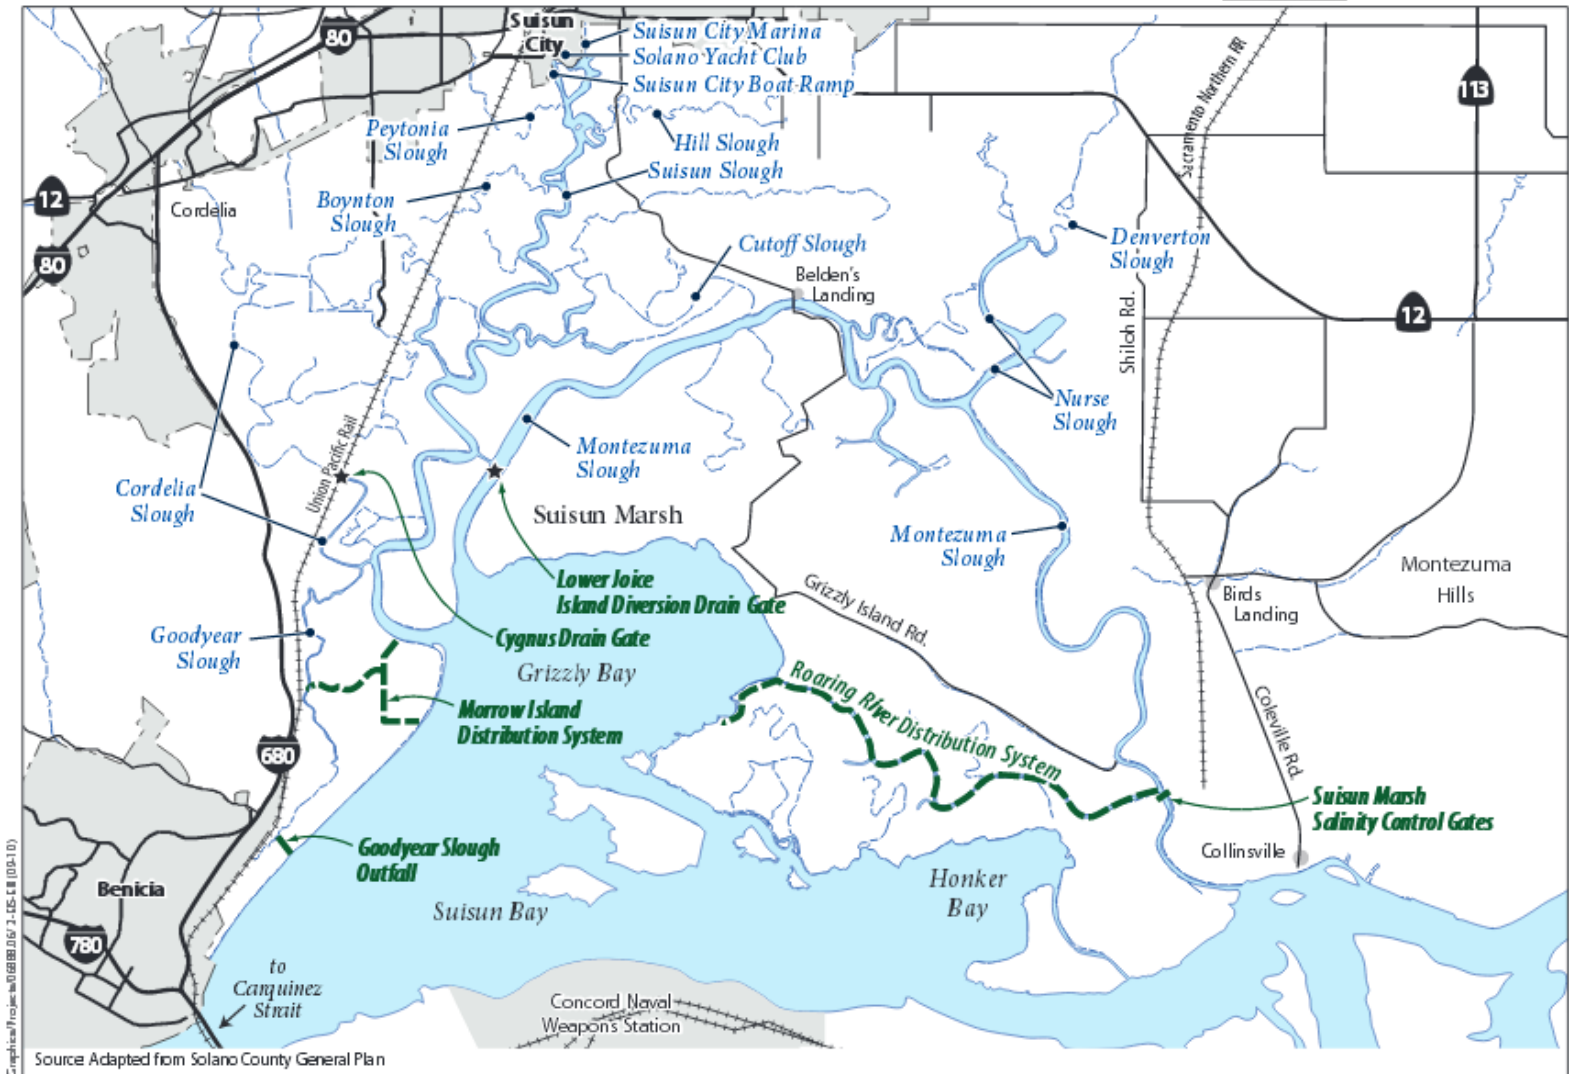 Suisun
City
80
Suisun City Marina
Solano Yacht Club
Suisun City Boat Ramp
113
Sacramento Northern RR
Peytonia
Slough
Hill Slough
Suisun Slough
12
Cordelia
Boynton
Slough
80
Cutoff Slough
Belden's
Landing
Denverton
Slough
Shiloh Rd.
12
Nurse
Slough
Union Pacific Rail
Montezuma
Slough
Cordelia
Slough
Suisun Marsh
Montezuma
Slough
Lower Joice
Island Diversion Drain Gate
Cygnus Drain Gate
Grizzly Island Rd.
Montezuma
Hills
Birds
Landing
Goodyear
Slough
Grizzly Bay
Morrow Island
Distribution System
Roaring River Distribution System
Coleville Rd.
680
Suisun Marsh
Salinity Control Gates
Goodyear Slough
Outfall
Collinsville
Benicia
Suisun Bay
Honker
Bay
780
to
Carquinez
Strait
Concord Naval
Weapons Station
Source: Adapted from Solano County General Plan